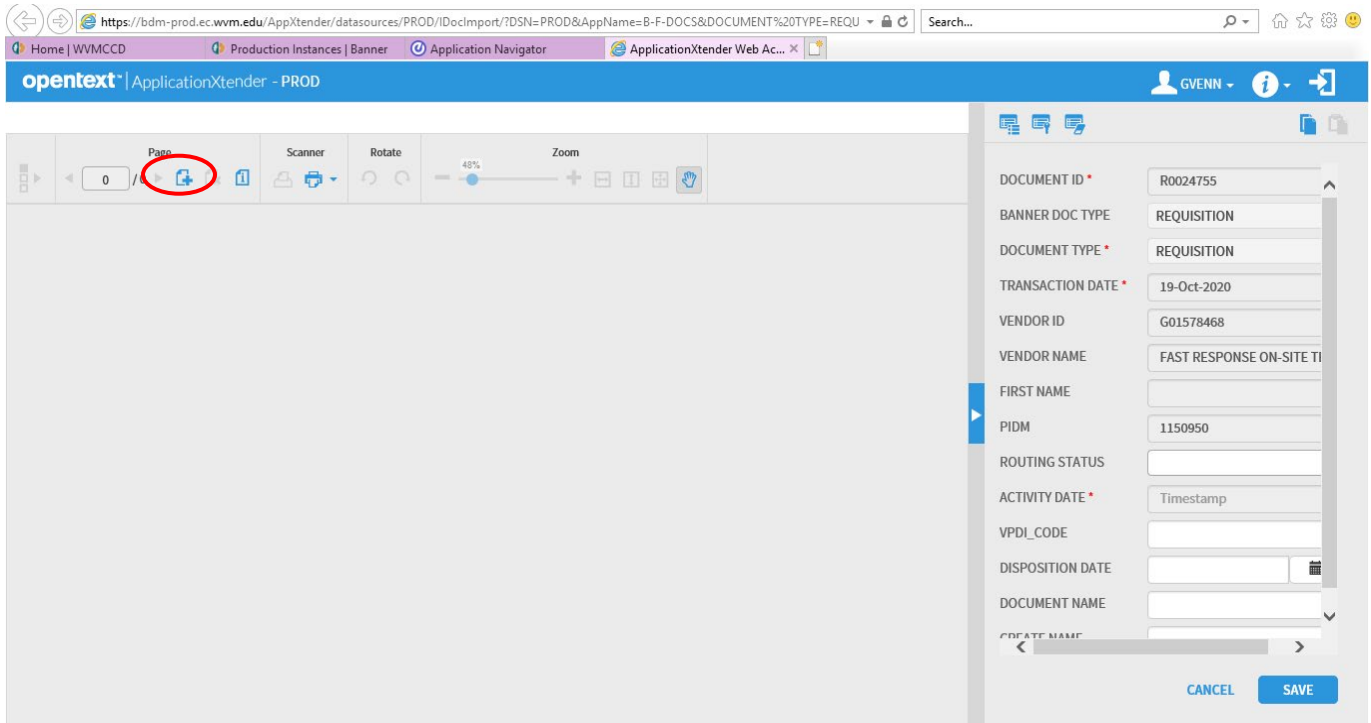 https://bdm-prod.ec.wvm.edu/AppXtender/datasources/PROD/IDocImport/?DSN=PROD&AppName=B-F-DOCS&DOCUMENT%20TYPE=REQU Search...
Home | WVMCCD Production Instances | Banner Application Navigator ApplicationXtender Web Ac...
opentext™ | ApplicationXtender - PROD GVENN
Page Scanner Rotate Zoom
48%
0 /
DOCUMENT ID * R0024755
BANNER DOC TYPE REQUISITION
DOCUMENT TYPE * REQUISITION
TRANSACTION DATE * 19-Oct-2020
VENDOR ID G01578468
VENDOR NAME FAST RESPONSE ON-SITE
FIRST NAME
PIDM 1150950
ROUTING STATUS
ACTIVITY DATE * Timestamp
VPDI_CODE
DISPOSITION DATE
DOCUMENT NAME
CREATE NAME
CANCEL SAVE